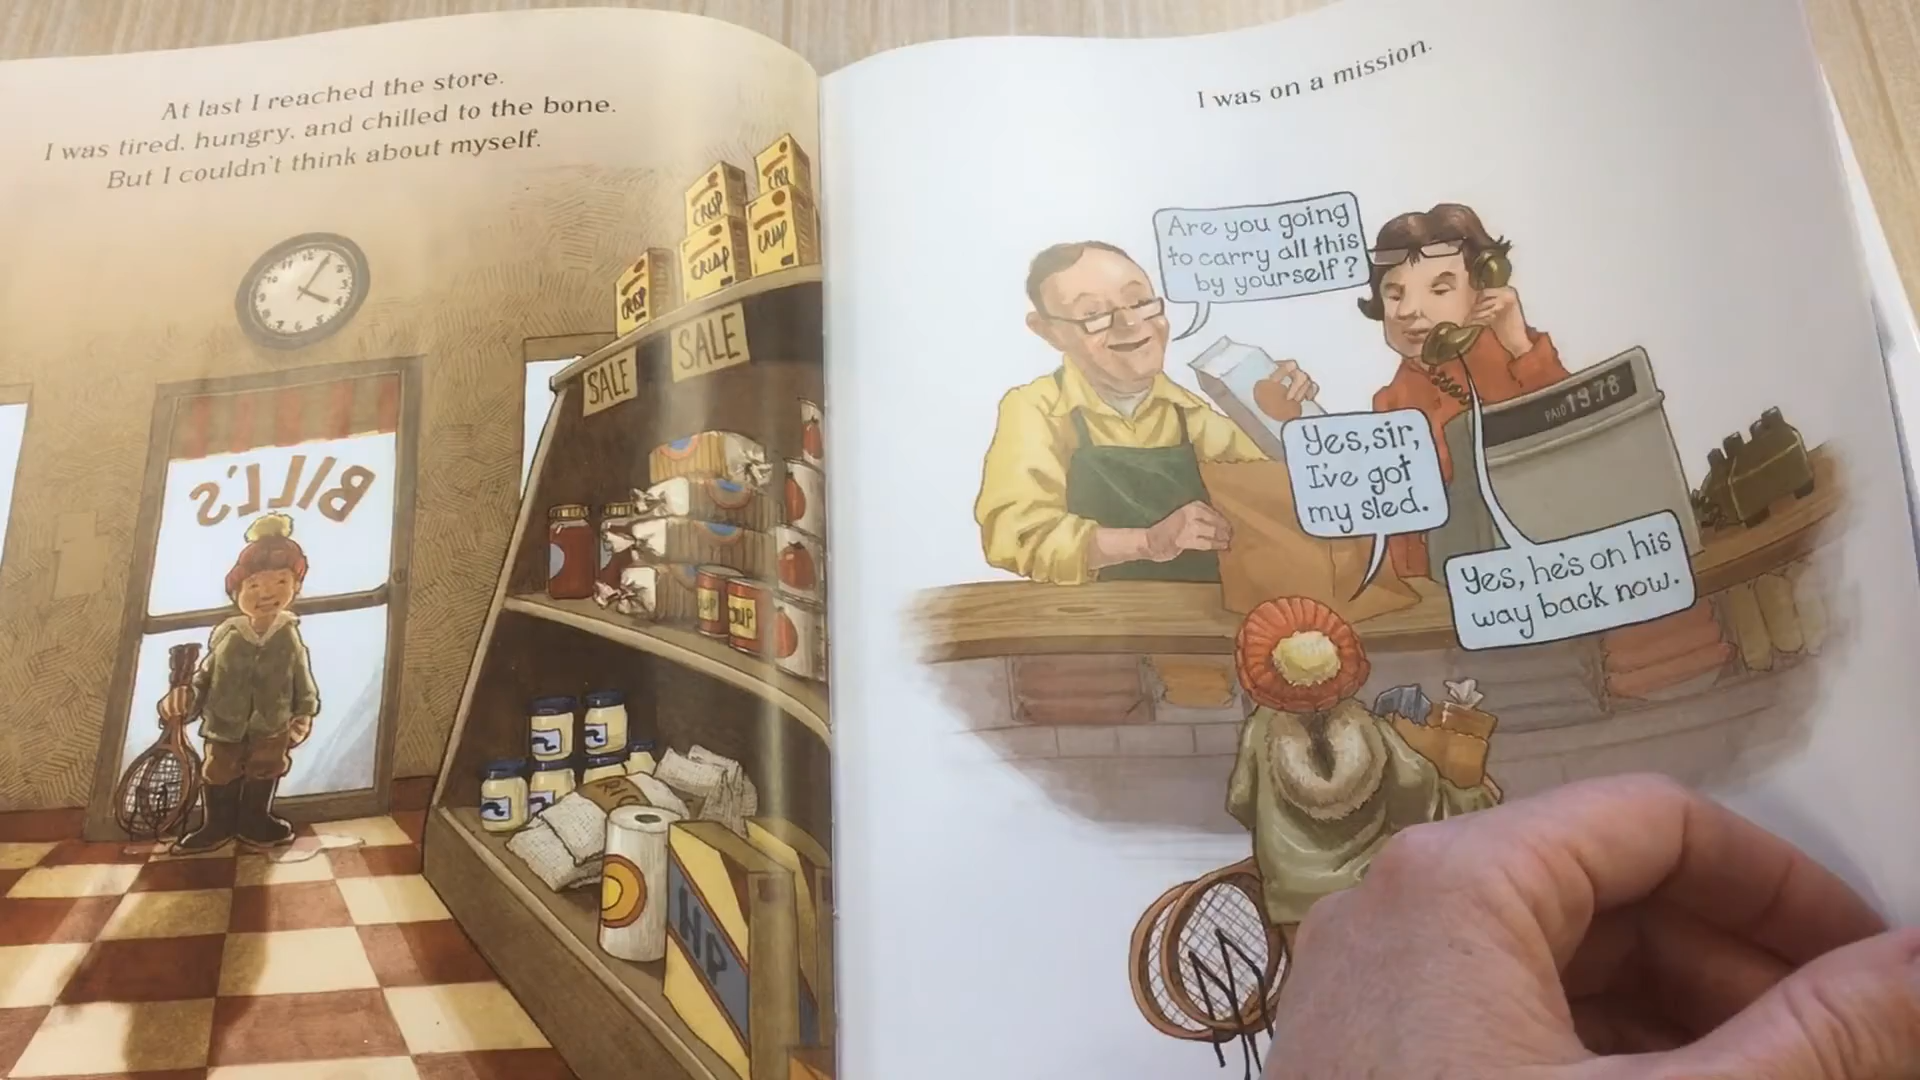 At last I reached the store.
I was tired, hungry, and chilled to the bone.
But I couldn't think about myself.
CRISP
CRISP
CRISP
CRISP
CRISP
SALE
SALE
BILL'S
SOUP
I was on a mission.
Are you going
to carry all this
by yourself?
Yes, sir,
I've got
my sled.
PAID 19.78
Yes, he's on his
way back now.